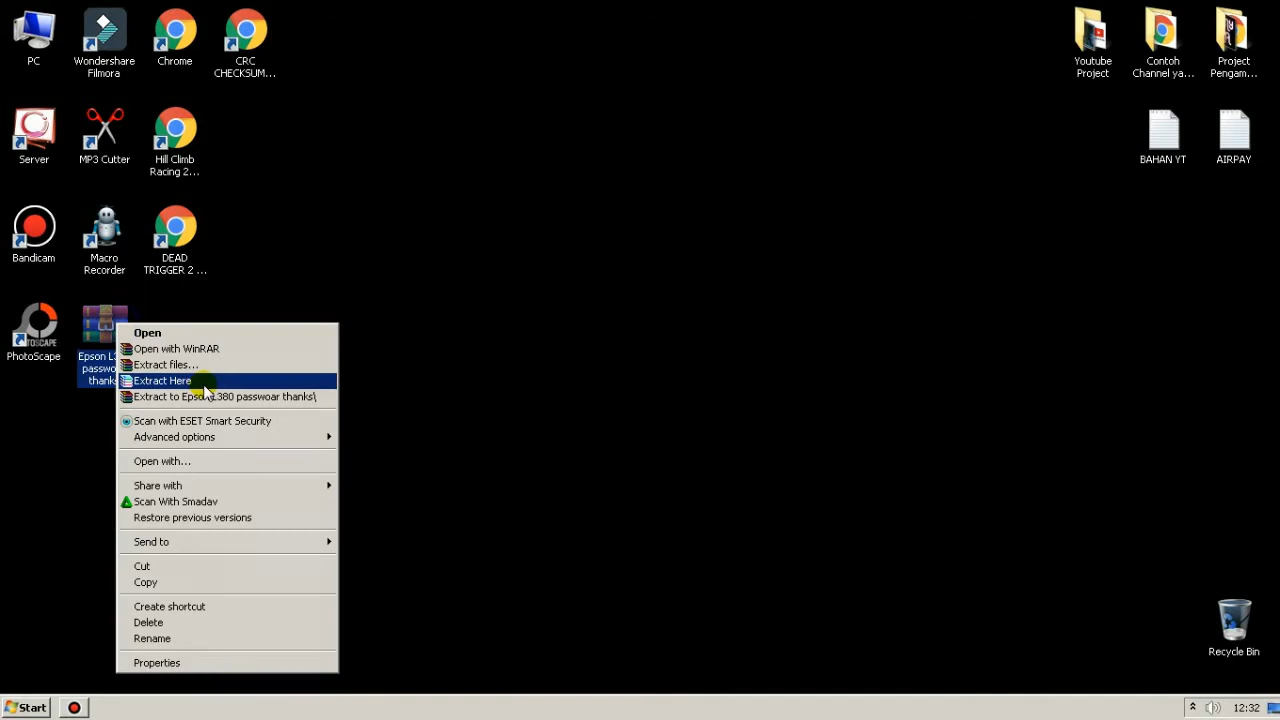 PC
Wondershare
Filmora
Chrome
CRC
CHECKSUM...
Youtube
Project
Contoh
Channel ya...
Project
Pengam...
Server
MP3 Cutter
Hill Climb
Racing 2...
BAHAN YT
AIRPAY
Bandicam
Macro
Recorder
DEAD
TRIGGER 2 ...
PhotoScape
Epson L3
passwo
thanks
Open
Open with WinRAR
Extract files...
Extract Here
Extract to Epson L380 passwoar thanks\
Scan with ESET Smart Security
Advanced options
Open with...
Share with
Scan With Smadav
Restore previous versions
Send to
Cut
Copy
Create shortcut
Delete
Rename
Properties
Recycle Bin
Start
12:32